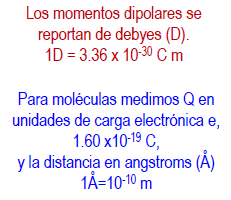 Los momentos dipolares se
reportan de debyes (D).
1D = 3.36 x 10⁻³⁰ C m
Para moléculas medimos Q en
unidades de carga electrónica e,
1.60 x10⁻¹⁹ C,
y la distancia en angstroms (Å)
1Å=10⁻¹⁰ m